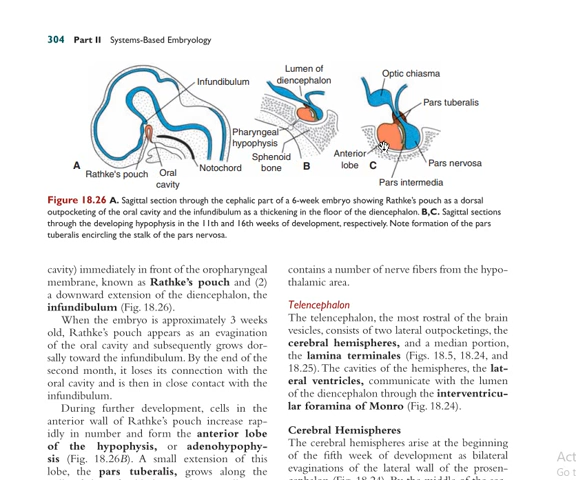 304 Part II Systems-Based Embryology
Infundibulum
Lumen of
diencephalon
Optic chiasma
Pars tuberalis
Pharyngeal
hypophysis
Sphenoid
bone
Anterior
lobe
A
Rathke's pouch
Oral
cavity
Notochord
B
C
Pars nervosa
Pars intermedia
Figure 18.26 A. Sagittal section through the cephalic part of a 6-week embryo showing Rathke's pouch as a dorsal
outpocketing of the oral cavity and the infundibulum as a thickening in the floor of the diencephalon. B,C. Sagittal sections
through the developing hypophysis in the 11th and 16th weeks of development, respectively. Note formation of the pars
tuberalis encircling the stalk of the pars nervosa.
cavity) immediately in front of the oropharyngeal
membrane, known as Rathke's pouch and (2)
a downward extension of the diencephalon, the
infundibulum (Fig. 18.26).
When the embryo is approximately 3 weeks
old, Rathke's pouch appears as an evagination
of the oral cavity and subsequently grows dor-
sally toward the infundibulum. By the end of the
second month, it loses its connection with the
oral cavity and is then in close contact with the
infundibulum.
During further development, cells in the
anterior wall of Rathke's pouch increase rap-
idly in number and form the anterior lobe
of the hypophysis, or adenohypophy-
sis (Fig. 18.26B). A small extension of this
lobe, the pars tuberalis, grows along the
contains a number of nerve fibers from the hypo-
thalamic area.
Telencephalon
The telencephalon, the most rostral of the brain
vesicles, consists of two lateral outpocketings, the
cerebral hemispheres, and a median portion,
the lamina terminales (Figs. 18.5, 18.24, and
18.25). The cavities of the hemispheres, the lat-
eral ventricles, communicate with the lumen
of the diencephalon through the interventricu-
lar foramina of Monro (Fig. 18.24).
Cerebral Hemispheres
The cerebral hemispheres arise at the beginning
of the fifth week of development as bilateral
evaginations of the lateral wall of the prosen-
Act
Go t